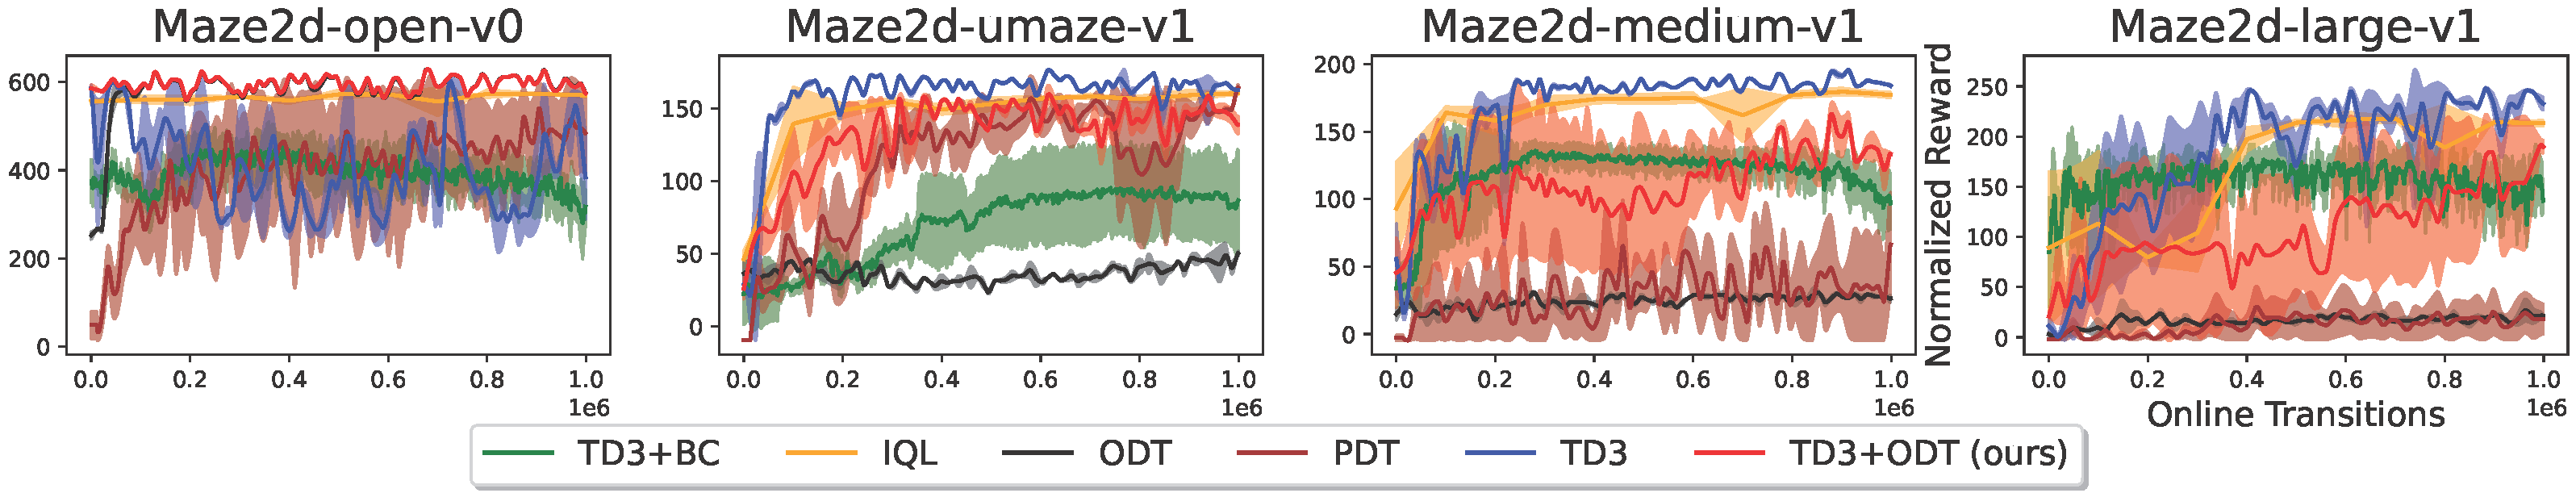 Maze2d-open-v0
Maze2d-umaze-v1
Maze2d-medium-v1
Maze2d-large-v1
600
400
200
0
0.0 0.2 0.4 0.6 0.8 1.0
1e6
150
100
50
0
0.0 0.2 0.4 0.6 0.8 1.0
1e6
200
150
100
50
0
0.0 0.2 0.4 0.6 0.8 1.0
1e6
Normalized Reward
250
200
150
100
50
0
0.0 0.2 0.4 0.6 0.8 1.0
1e6
Online Transitions
TD3+BC IQL ODT PDT TD3 TD3+ODT (ours)